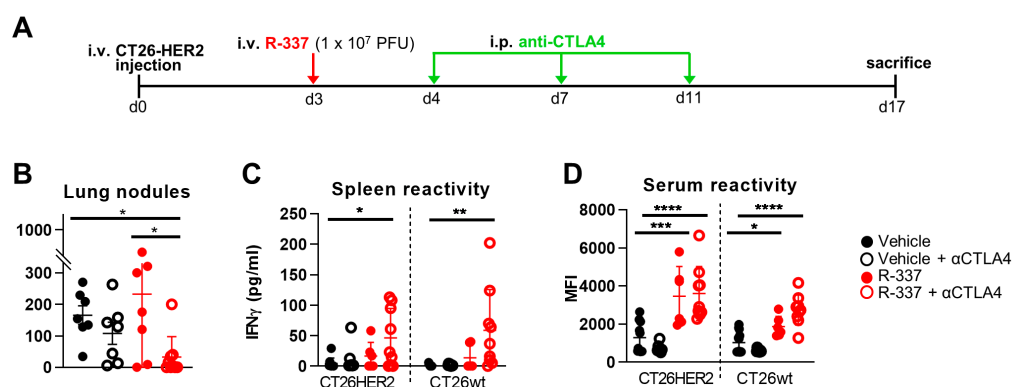 A
i.v. CT26-HER2
injection
i.v. R-337 (1 x 10⁷ PFU)
i.p. anti-CTLA4
sacrifice
d0
d3
d4
d7
d11
d17
B
Lung nodules
*
*
1000
300
200
100
0
C
Spleen reactivity
IFNγ (pg/ml)
250
200
150
100
50
0
*
**
CT26HER2
CT26wt
D
Serum reactivity
MFI
8000
6000
4000
2000
0
****
***
****
*
CT26HER2
CT26wt
Vehicle
Vehicle + αCTLA4
R-337
R-337 + αCTLA4